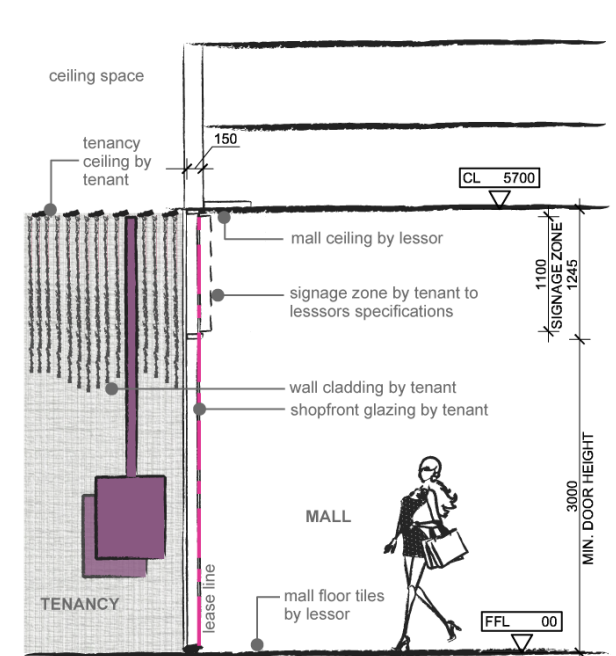 ceiling space
tenancy
ceiling by
tenant
150
CL 5700
mall ceiling by lessor
1100
SIGNAGE ZONE
1245
signage zone by tenant to
lesssors specifications
wall cladding by tenant
shopfront glazing by tenant
3000
MIN. DOOR HEIGHT
MALL
TENANCY
lease line
mall floor tiles
by lessor
FFL 00